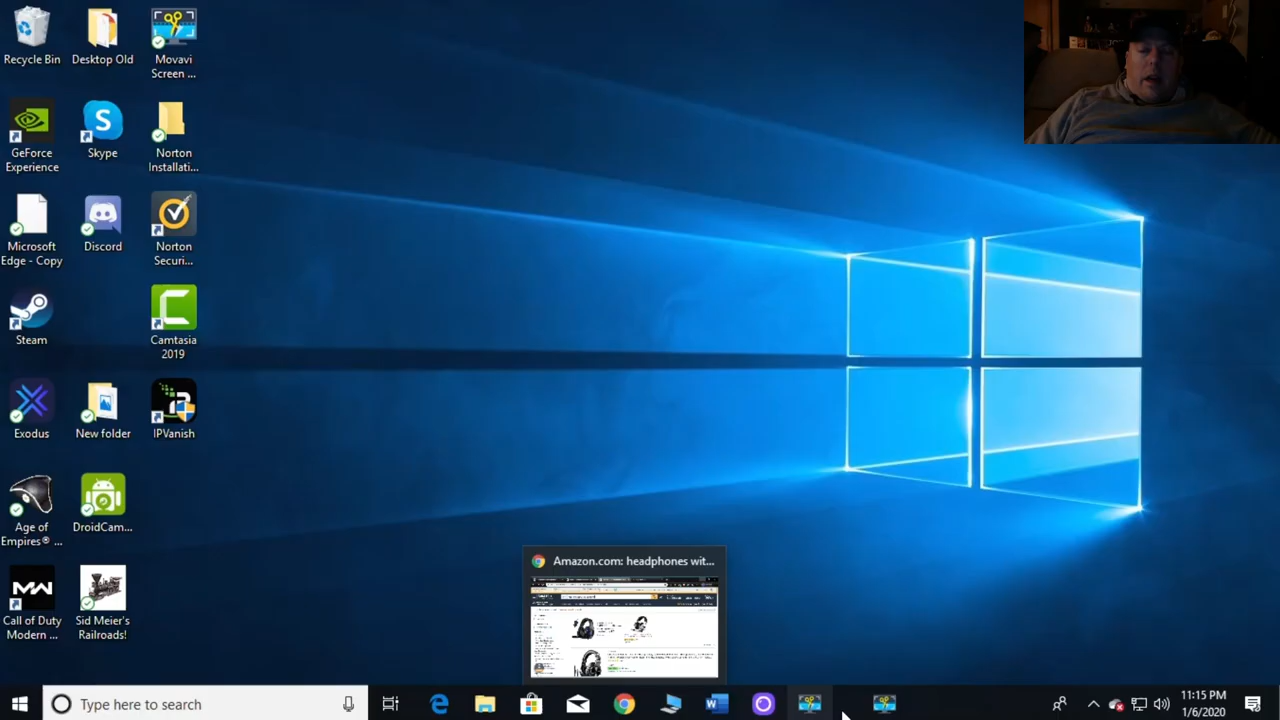 Recycle Bin
Desktop Old
Movavi
Screen ...
GeForce
Experience
Skype
Norton
Installati...
Microsoft
Edge - Copy
Discord
Norton
Securi...
Steam
Camtasia
2019
Exodus
New folder
IPVanish
Age of
Empires® ...
DroidCam...
Call of Duty
Modern ...
Sid Meier's
Railroads!
Amazon.com: headphones wit...
Type here to search
11:15 PM
1/6/2020